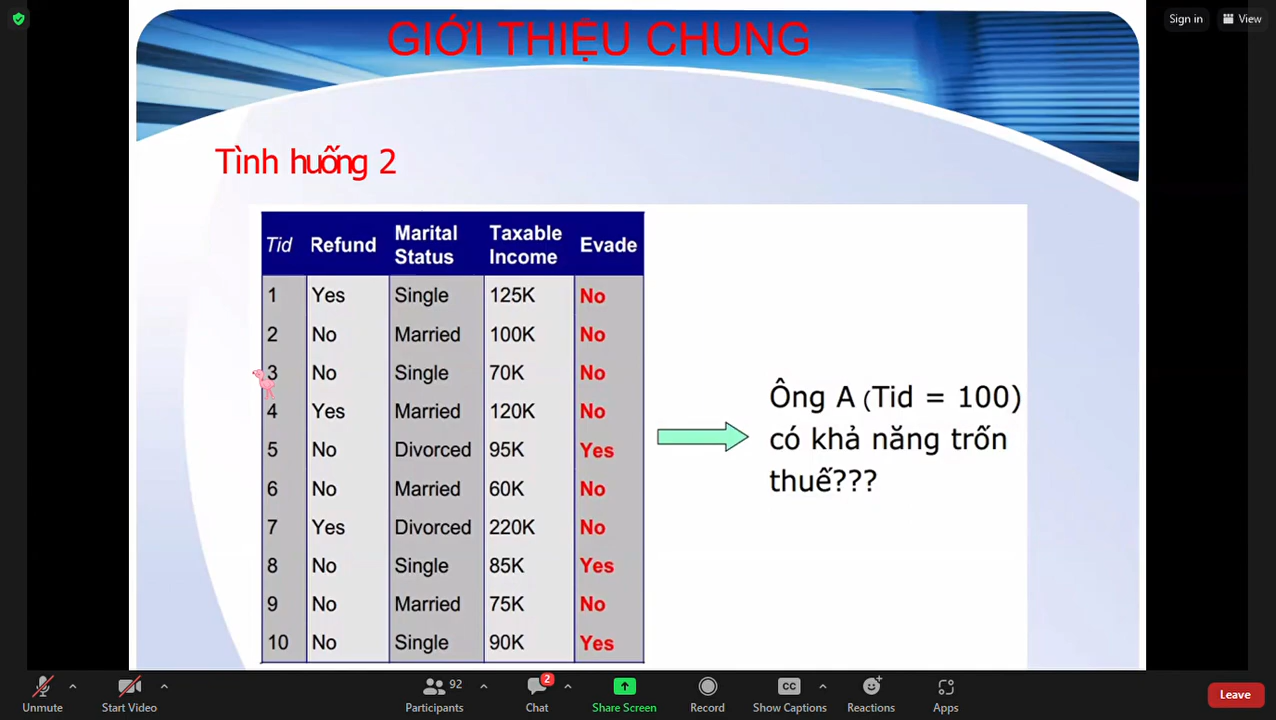 Sign in
View
GIỚI THIỆU CHUNG
Tình huống 2
Tid Refund Marital Status Taxable Income Evade
1 Yes Single 125K No
2 No Married 100K No
3 No Single 70K No
4 Yes Married 120K No
5 No Divorced 95K Yes
6 No Married 60K No
7 Yes Divorced 220K No
8 No Single 85K Yes
9 No Married 75K No
10 No Single 90K Yes
Ông A (Tid = 100)
có khả năng trốn
thuế???
Unmute
Start Video
92
Participants
2
Chat
Share Screen
Record
CC
Show Captions
Reactions
Apps
Leave